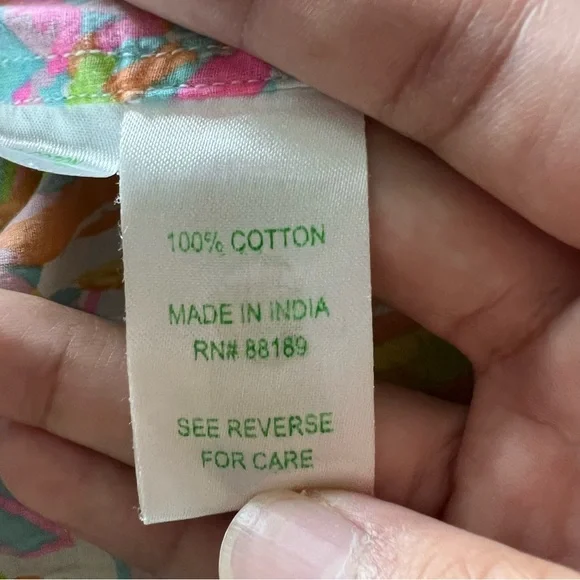 100% COTTON
MADE IN INDIA
RN# 88189
SEE REVERSE
FOR CARE